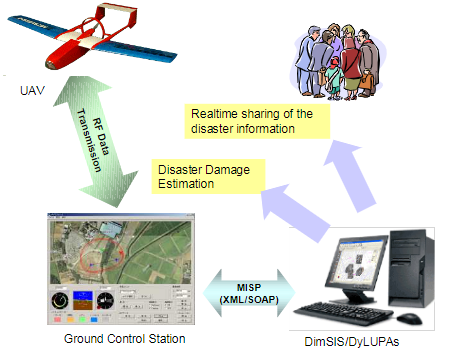 UAV
RF Data
Transmission
Realtime sharing of the
disaster information
Disaster Damage
Estimation
MISP
(XML/SOAP)
Ground Control Station
DimSIS/DyLUPAs